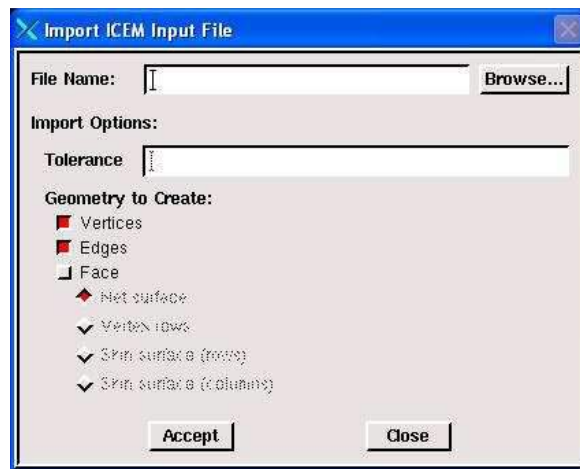 Import ICEM Input File
File Name:
Browse...
Import Options:
Tolerance
Geometry to Create:
Vertices
Edges
Face
Net surface
Vertex rows
Skin surface (rows)
Skin surface (columns)
Accept
Close